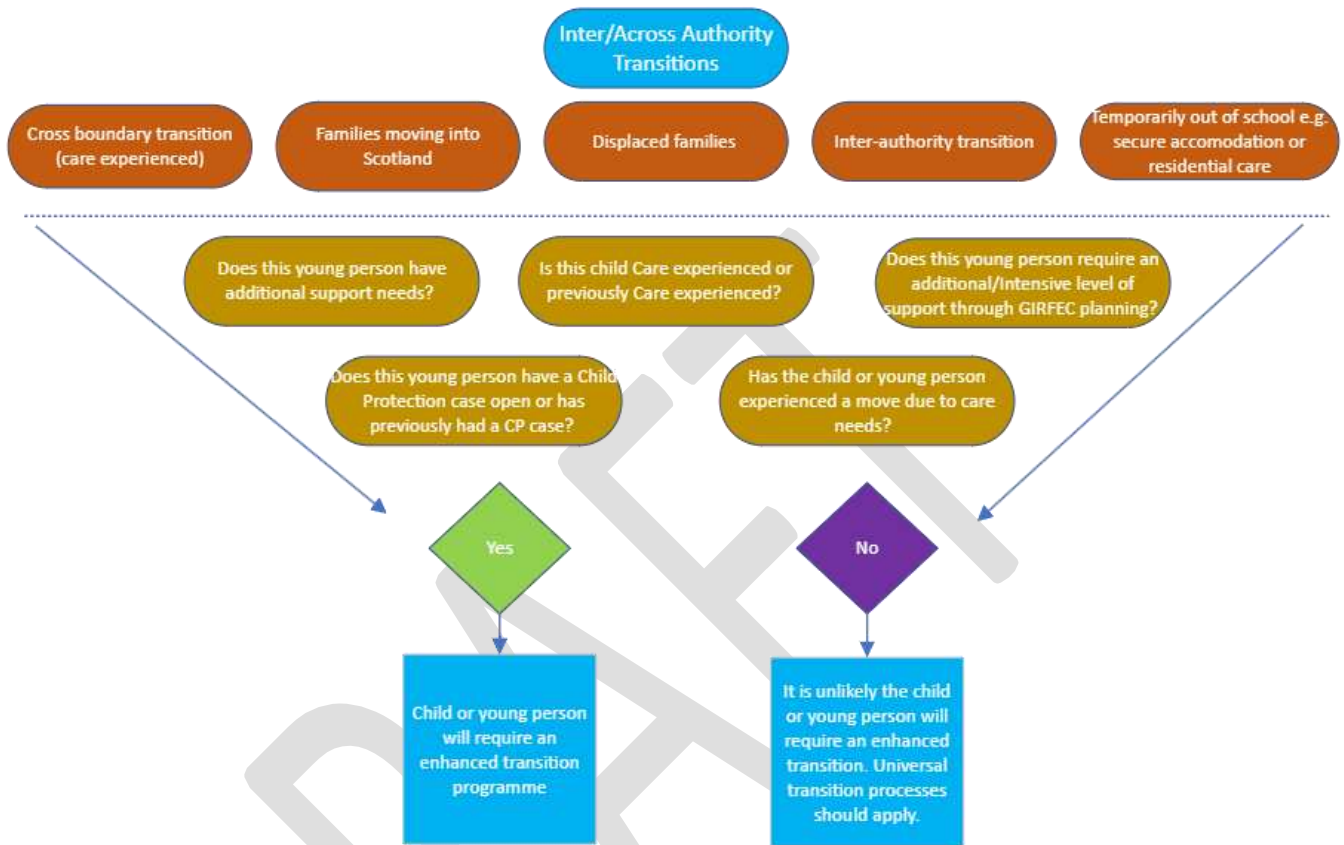 Inter/Across Authority
Transitions
Cross boundary transition
(care experienced)
Families moving into
Scotland
Displaced families
Inter-authority transition
Temporarily out of school e.g.
secure accomodation or
residential care
Does this young person have
additional support needs?
Is this child Care experienced or
previously Care experienced?
Does this young person require an
additional/Intensive level of
support through GIRFEC planning?
Does this young person have a Child
Protection case open or has
previously had a CP case?
Has the child or young person
experienced a move due to care
needs?
Yes
No
Child or young person
will require an
enhanced transition
programme
It is unlikely the child
or young person will
require an enhanced
transition. Universal
transition processes
should apply.
DRAFT